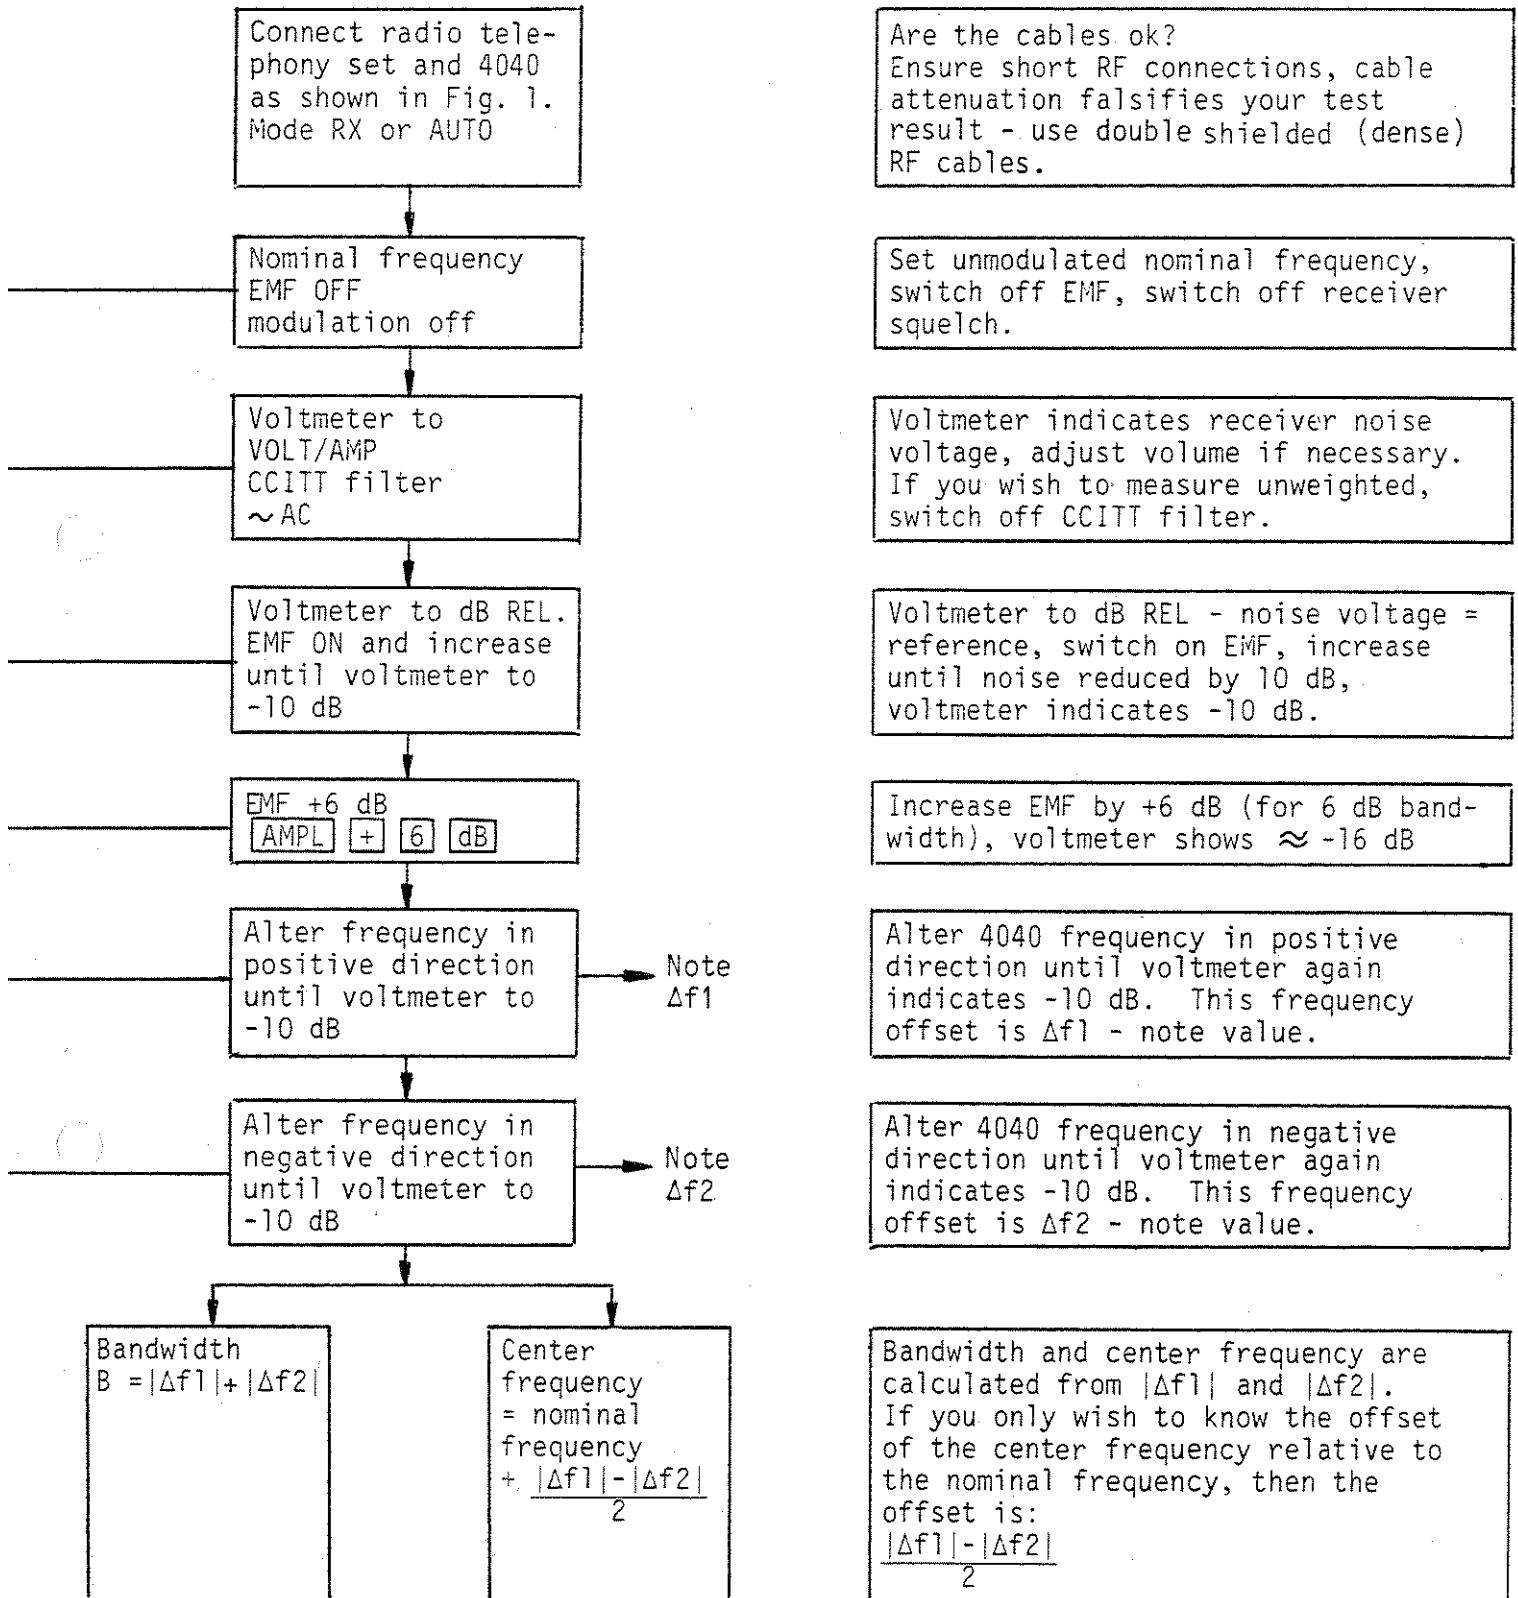 Connect radio tele-
phony set and 4040
as shown in Fig. 1.
Mode RX or AUTO
Are the cables ok?
Ensure short RF connections, cable
attenuation falsifies your test
result - use double shielded (dense)
RF cables.
Nominal frequency
EMF OFF
modulation off
Set unmodulated nominal frequency,
switch off EMF, switch off receiver
squelch.
Voltmeter to
VOLT/AMP
CCITT filter
~ AC
Voltmeter indicates receiver noise
voltage, adjust volume if necessary.
If you wish to measure unweighted,
switch off CCITT filter.
Voltmeter to dB REL.
EMF ON and increase
until voltmeter to
-10 dB
Voltmeter to dB REL - noise voltage =
reference, switch on EMF, increase
until noise reduced by 10 dB,
voltmeter indicates -10 dB.
EMF +6 dB
AMPL + 6 dB
Increase EMF by +6 dB (for 6 dB band-
width), voltmeter shows ≈ -16 dB
Alter frequency in
positive direction
until voltmeter to
-10 dB
Note
Δf1
Alter 4040 frequency in positive
direction until voltmeter again
indicates -10 dB. This frequency
offset is Δf1 - note value.
Alter frequency in
negative direction
until voltmeter to
-10 dB
Note
Δf2
Alter 4040 frequency in negative
direction until voltmeter again
indicates -10 dB. This frequency
offset is Δf2 - note value.
Bandwidth
B =|Δf1|+|Δf2|
Center
frequency
= nominal
frequency
+ |Δf1|-|Δf2|
2
Bandwidth and center frequency are
calculated from |Δf1| and |Δf2|.
If you only wish to know the offset
of the center frequency relative to
the nominal frequency, then the
offset is:
|Δf1|-|Δf2|
2